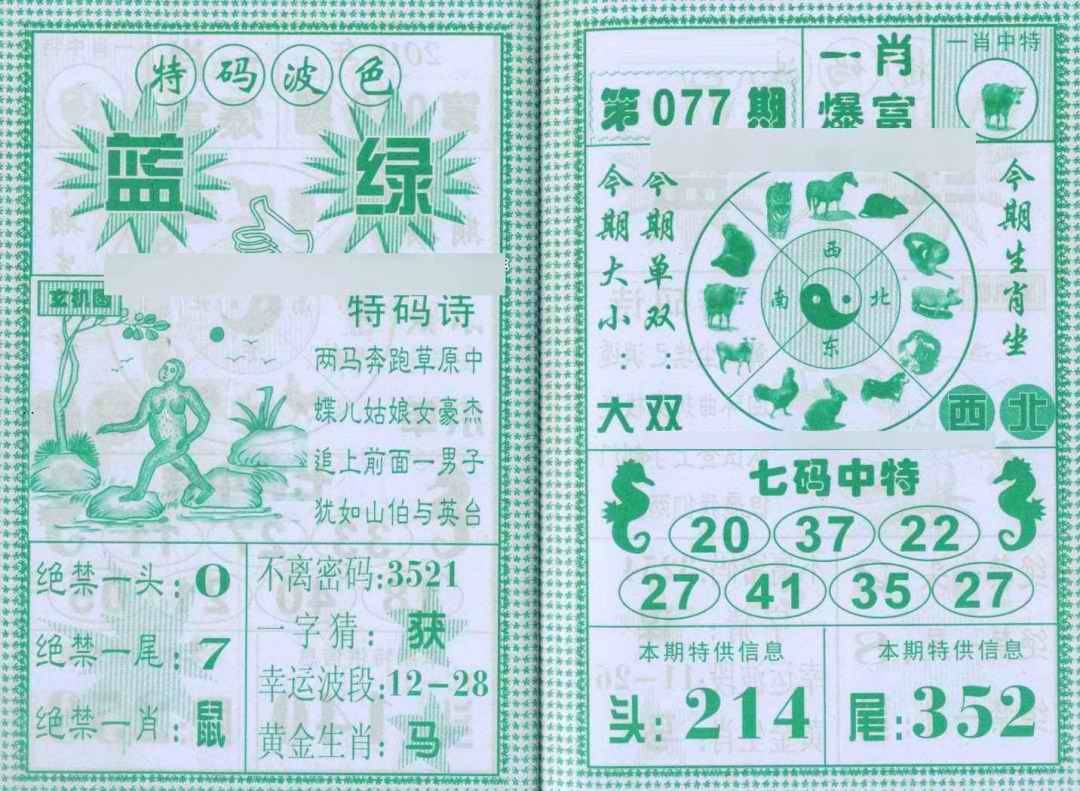 特码波色
蓝 绿
玄机图
特码诗
两马奔跑草原中
蝶儿姑娘女豪杰
追上前面一男子
犹如山伯与英台
绝禁一头:0
绝禁一尾:7
绝禁一肖:鼠
不离密码:3521
一字猜:获
幸运波段:12-28
黄金生肖:马
第077期
一肖
爆富
一肖中特
今期大小:大
今期单双:双
西
南 北
东
今期生肖坐
西北
七码中特
20 37 22
27 41 35 27
本期特供信息
头:214
本期特供信息
尾:352